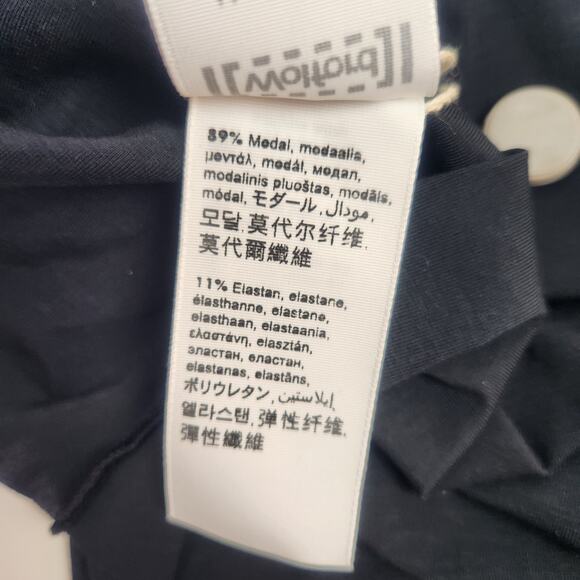 Wolford
89% Modal, modaalia,
μοντάλ, modál, модал,
modalinis pluoštas, modāls,
módal, モダール, مودال,
모달, 莫代尔纤维,
莫代爾纖維
11% Elastan, elastane,
élasthanne, elastane,
elasthaan, elastaania,
ελαστάνη, elasztán,
эластан, еластан,
elastanas, elastāns,
ポリウレタン, إيلاستين,
엘라스탄, 弹性纤维,
彈性纖維